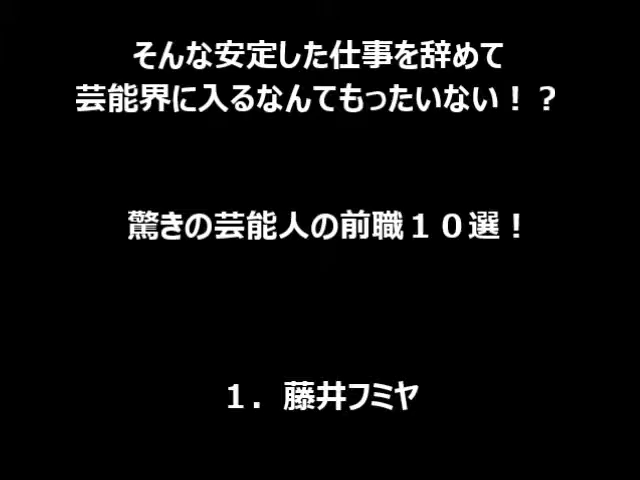 そんな安定した仕事を辞めて
芸能界に入るなんてもったいない！？
驚きの芸能人の前職１０選！
１．藤井フミヤ